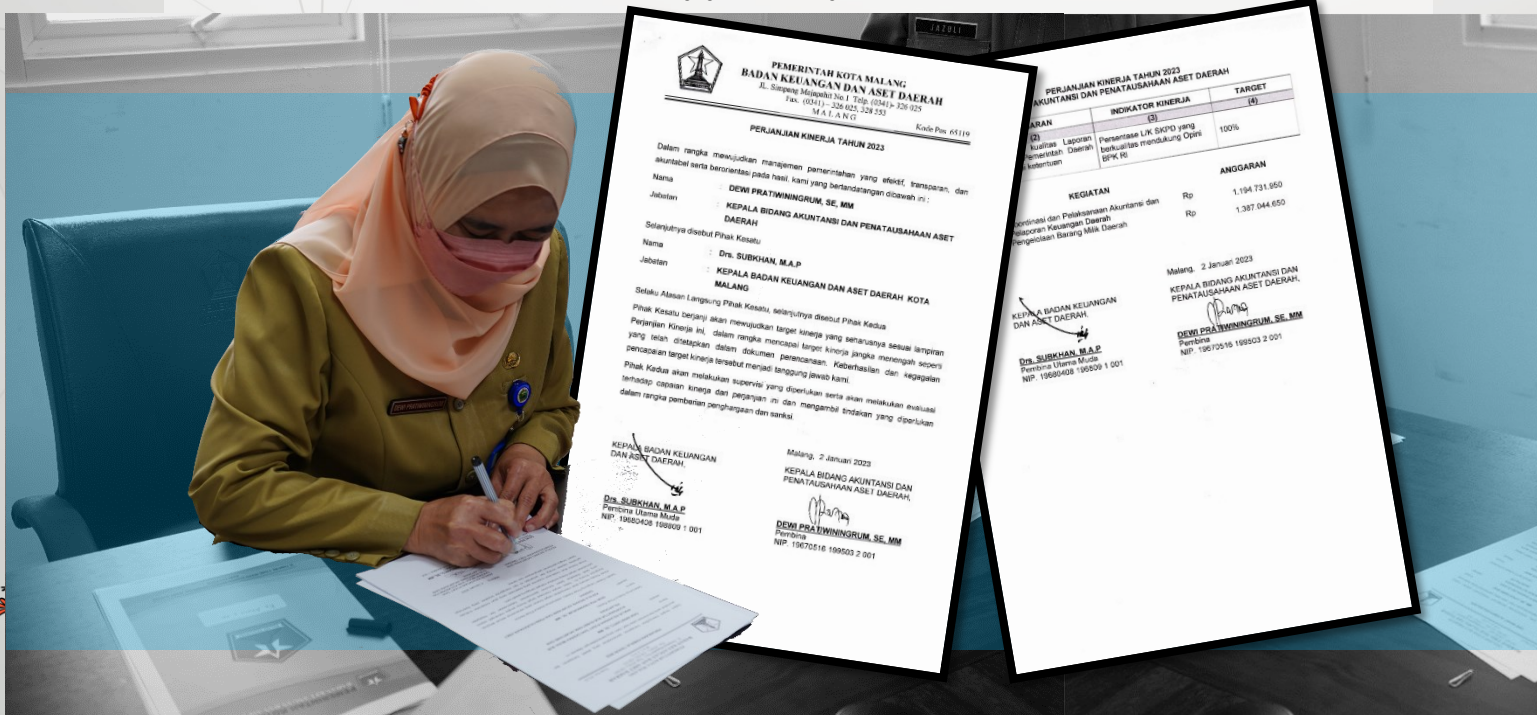 JAZULI
PEMERINTAH KOTA MALANG
BADAN KEUANGAN DAN ASET DAERAH
JL. Simpang Majapahit No.1 Telp. (0341)- 326 025
Fax. (0341) – 326 025, 328 553
M A L A N G
Kode Pos 65119
PERJANJIAN KINERJA TAHUN 2023
Dalam rangka mewujudkan manajemen pemerintahan yang efektif, transparan, dan
akuntabel serta berorientasi pada hasil, kami yang bertandatangan dibawah ini :
Nama : DEWI PRATIWININGRUM, SE, MM
Jabatan : KEPALA BIDANG AKUNTANSI DAN PENATAUSAHAAN ASET
DAERAH
Selanjutnya disebut Pihak Kesatu
Nama : Drs. SUBKHAN, M.A.P
Jabatan : KEPALA BADAN KEUANGAN DAN ASET DAERAH KOTA
MALANG
Selaku Atasan Langsung Pihak Kesatu, selanjutnya disebut Pihak Kedua
Pihak Kesatu berjanji akan mewujudkan target kinerja yang seharusnya sesuai lampiran
Perjanjian Kinerja ini, dalam rangka mencapai target kinerja jangka menengah seperti
yang telah ditetapkan dalam dokumen perencanaan. Keberhasilan dan kegagalan
pencapaian target kinerja tersebut menjadi tanggung jawab kami.
Pihak Kedua akan melakukan supervisi yang diperlukan serta akan melakukan evaluasi
terhadap capaian kinerja dan perjanjian ini dan mengambil tindakan yang diperlukan
dalam rangka pemberian penghargaan dan sanksi.
Malang, 2 Januari 2023
KEPALA BADAN KEUANGAN
DAN ASET DAERAH,
KEPALA BIDANG AKUNTANSI DAN
PENATAUSAHAAN ASET DAERAH,
Drs. SUBKHAN, M.A.P
Pembina Utama Muda
NIP. 19680408 198809 1 001
DEWI PRATIWININGRUM, SE, MM
Pembina
NIP. 19670516 199503 2 001
PERJANJIAN KINERJA TAHUN 2023
AKUNTANSI DAN PENATAUSAHAAN ASET DAERAH
ARAN INDIKATOR KINERJA TARGET
(2) (3) (4)
kualitas Laporan
Pemerintah Daerah
ketentuan
Persentase L/K SKPD yang
berkualitas mendukung Opini
BPK RI
100%
KEGIATAN ANGGARAN
oordinasi dan Pelaksanaan Akuntansi dan
elaporan Keuangan Daerah
Rp 1.194.731.950
Pengelolaan Barang Milik Daerah Rp 1.387.044.650
Malang, 2 Januari 2023
KEPALA BADAN KEUANGAN
DAN ASET DAERAH,
KEPALA BIDANG AKUNTANSI DAN
PENATAUSAHAAN ASET DAERAH,
Drs. SUBKHAN, M.A.P
Pembina Utama Muda
NIP. 19680408 196509 1 001
DEWI PRATIWININGRUM, SE, MM
Pembina
NIP. 19670516 199503 2 001
DEWI PRATIWININGRUM